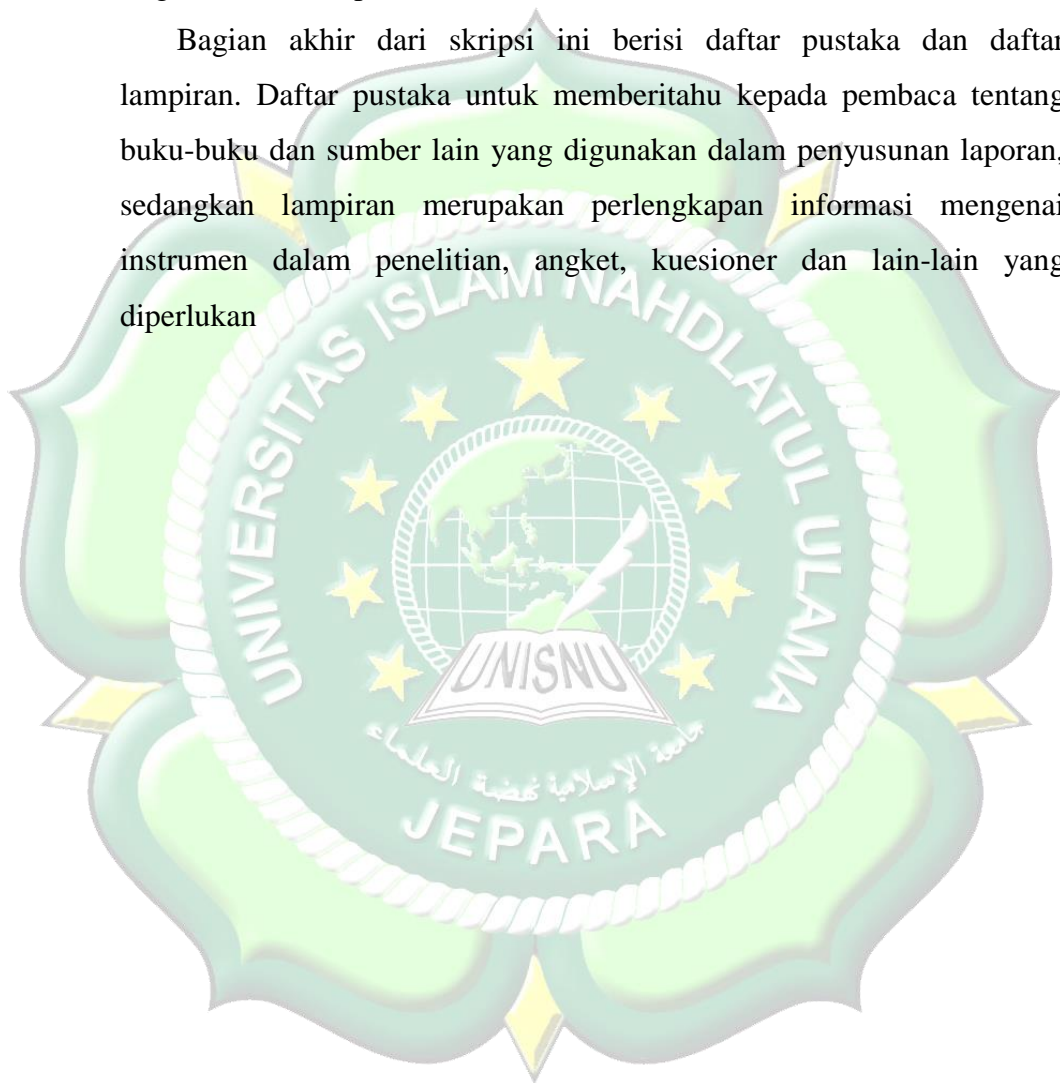 Bagian akhir dari skripsi ini berisi daftar pustaka dan daftar
lampiran. Daftar pustaka untuk memberitahu kepada pembaca tentang
buku-buku dan sumber lain yang digunakan dalam penyusunan laporan,
sedangkan lampiran merupakan perlengkapan informasi mengenai
instrumen dalam penelitian, angket, kuesioner dan lain-lain yang
diperlukan
UNIVERSITAS ISLAM NAHDLATUL ULAMA
UNISNU
JEPARA